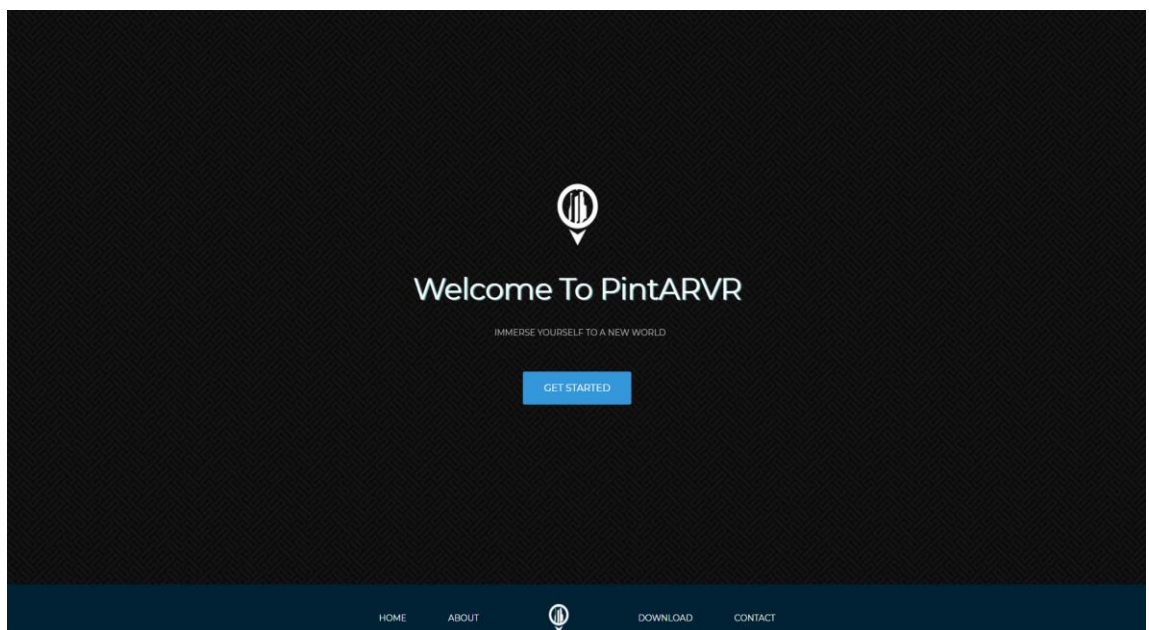 Welcome To PintARVR
IMMERSE YOURSELF TO A NEW WORLD
GET STARTED
HOME ABOUT DOWNLOAD CONTACT